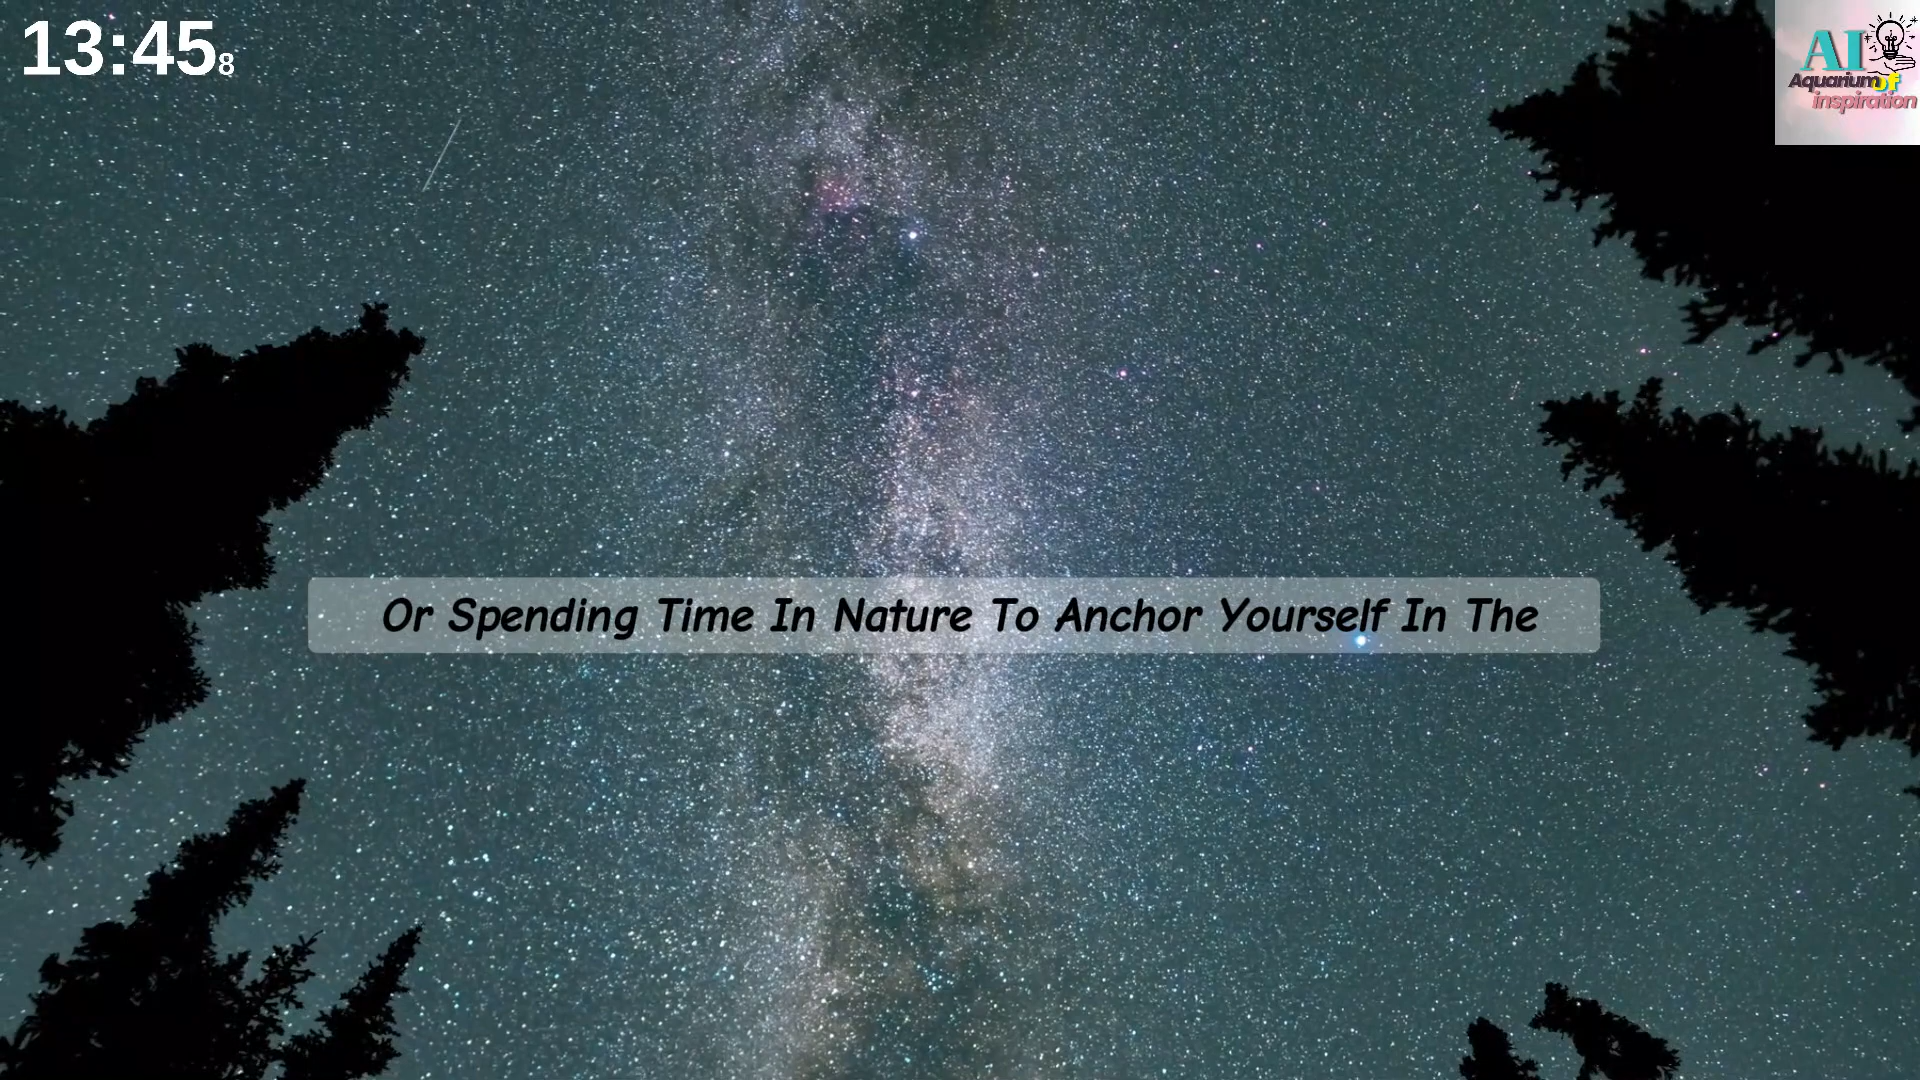 13:458
AI
Aquarium of
inspiration
Or Spending Time In Nature To Anchor Yourself In The